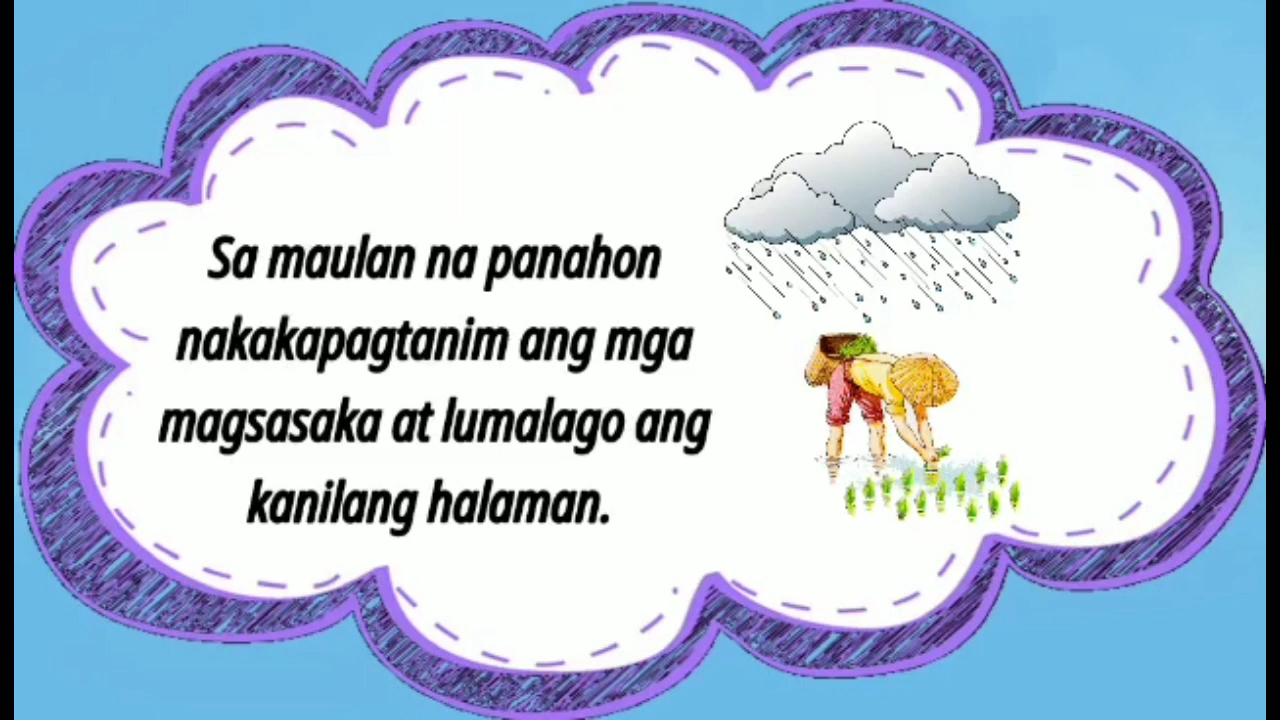 Sa maulan na panahon
nakakapagtanim ang mga
magsasaka at lumalago ang
kanilang halaman.